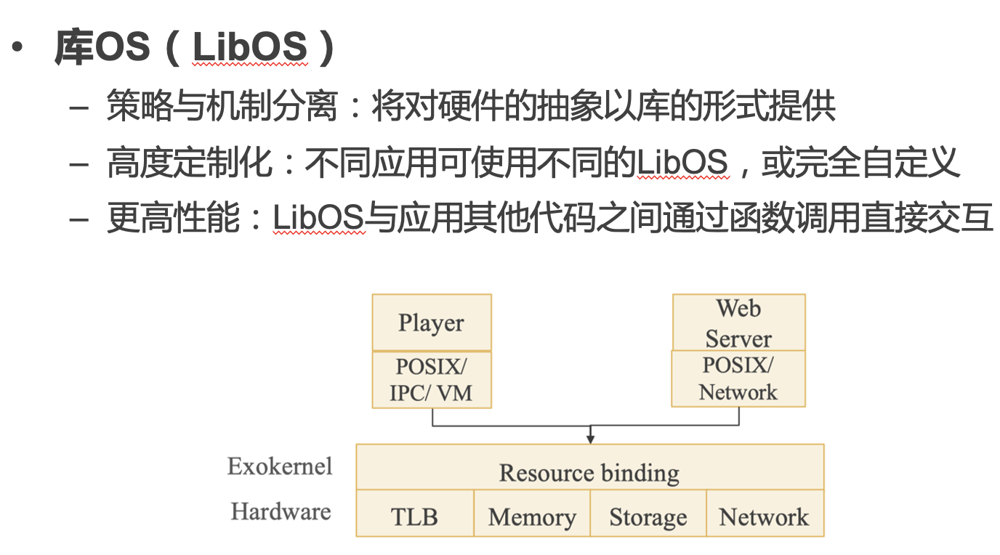 • 库OS（LibOS）
– 策略与机制分离：将对硬件的抽象以库的形式提供
– 高度定制化：不同应用可使用不同的LibOS，或完全自定义
– 更高性能：LibOS与应用其他代码之间通过函数调用直接交互
Player
POSIX/
IPC/ VM
Web
Server
POSIX/
Network
Exokernel
Resource binding
Hardware
TLB
Memory
Storage
Network